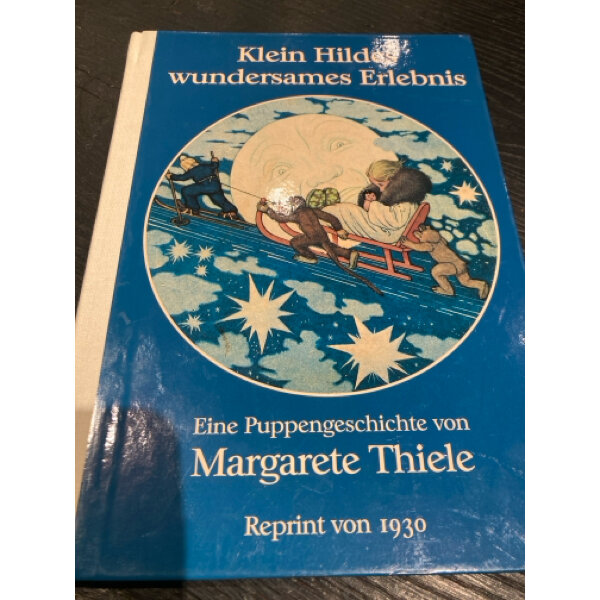 Klein Hildes
wundersames Erlebnis
Eine Puppengeschichte von
Margarete Thiele
Reprint von 1930